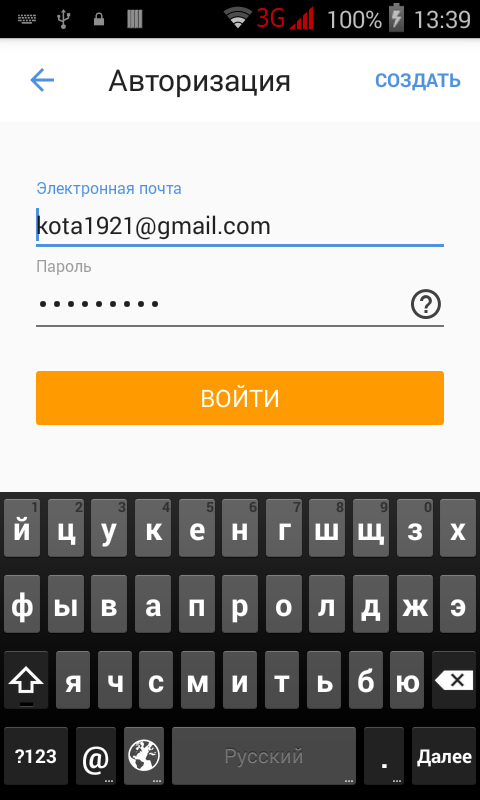 3G 100% 13:39
Авторизация СОЗДАТЬ
Электронная почта
kota1921@gmail.com
Пароль
•••••••••
ВОЙТИ
1 2 3 4 5 6 7 8 9 0
й ц у к е н г ш щ з х
ф ы в а п р о л д ж э
я ч с м и т ь б ю
?123 @ Русский . Далее